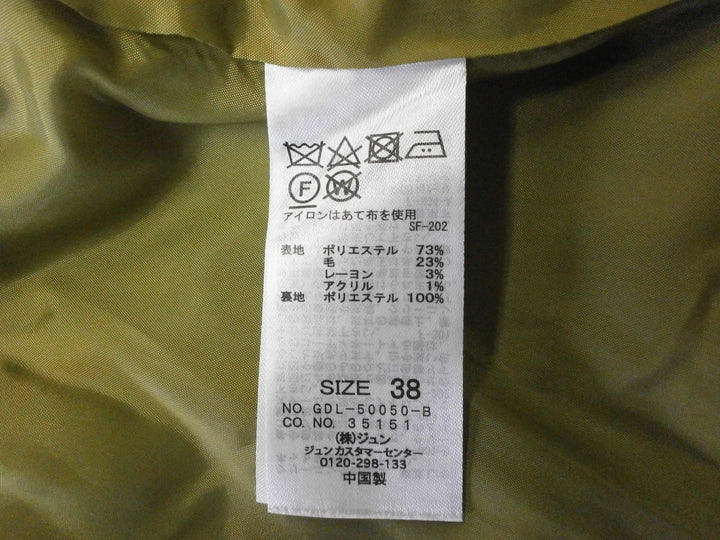 F W
アイロンはあて布を使用
SF-202
表地 ポリエステル 73%
毛 23%
レーヨン 3%
アクリル 1%
裏地 ポリエステル 100%
SIZE 38
NO. GDL-50050-B
CO. NO. 35151
(株)ジュン
ジュンカスタマーセンター
0120-298-133
中国製